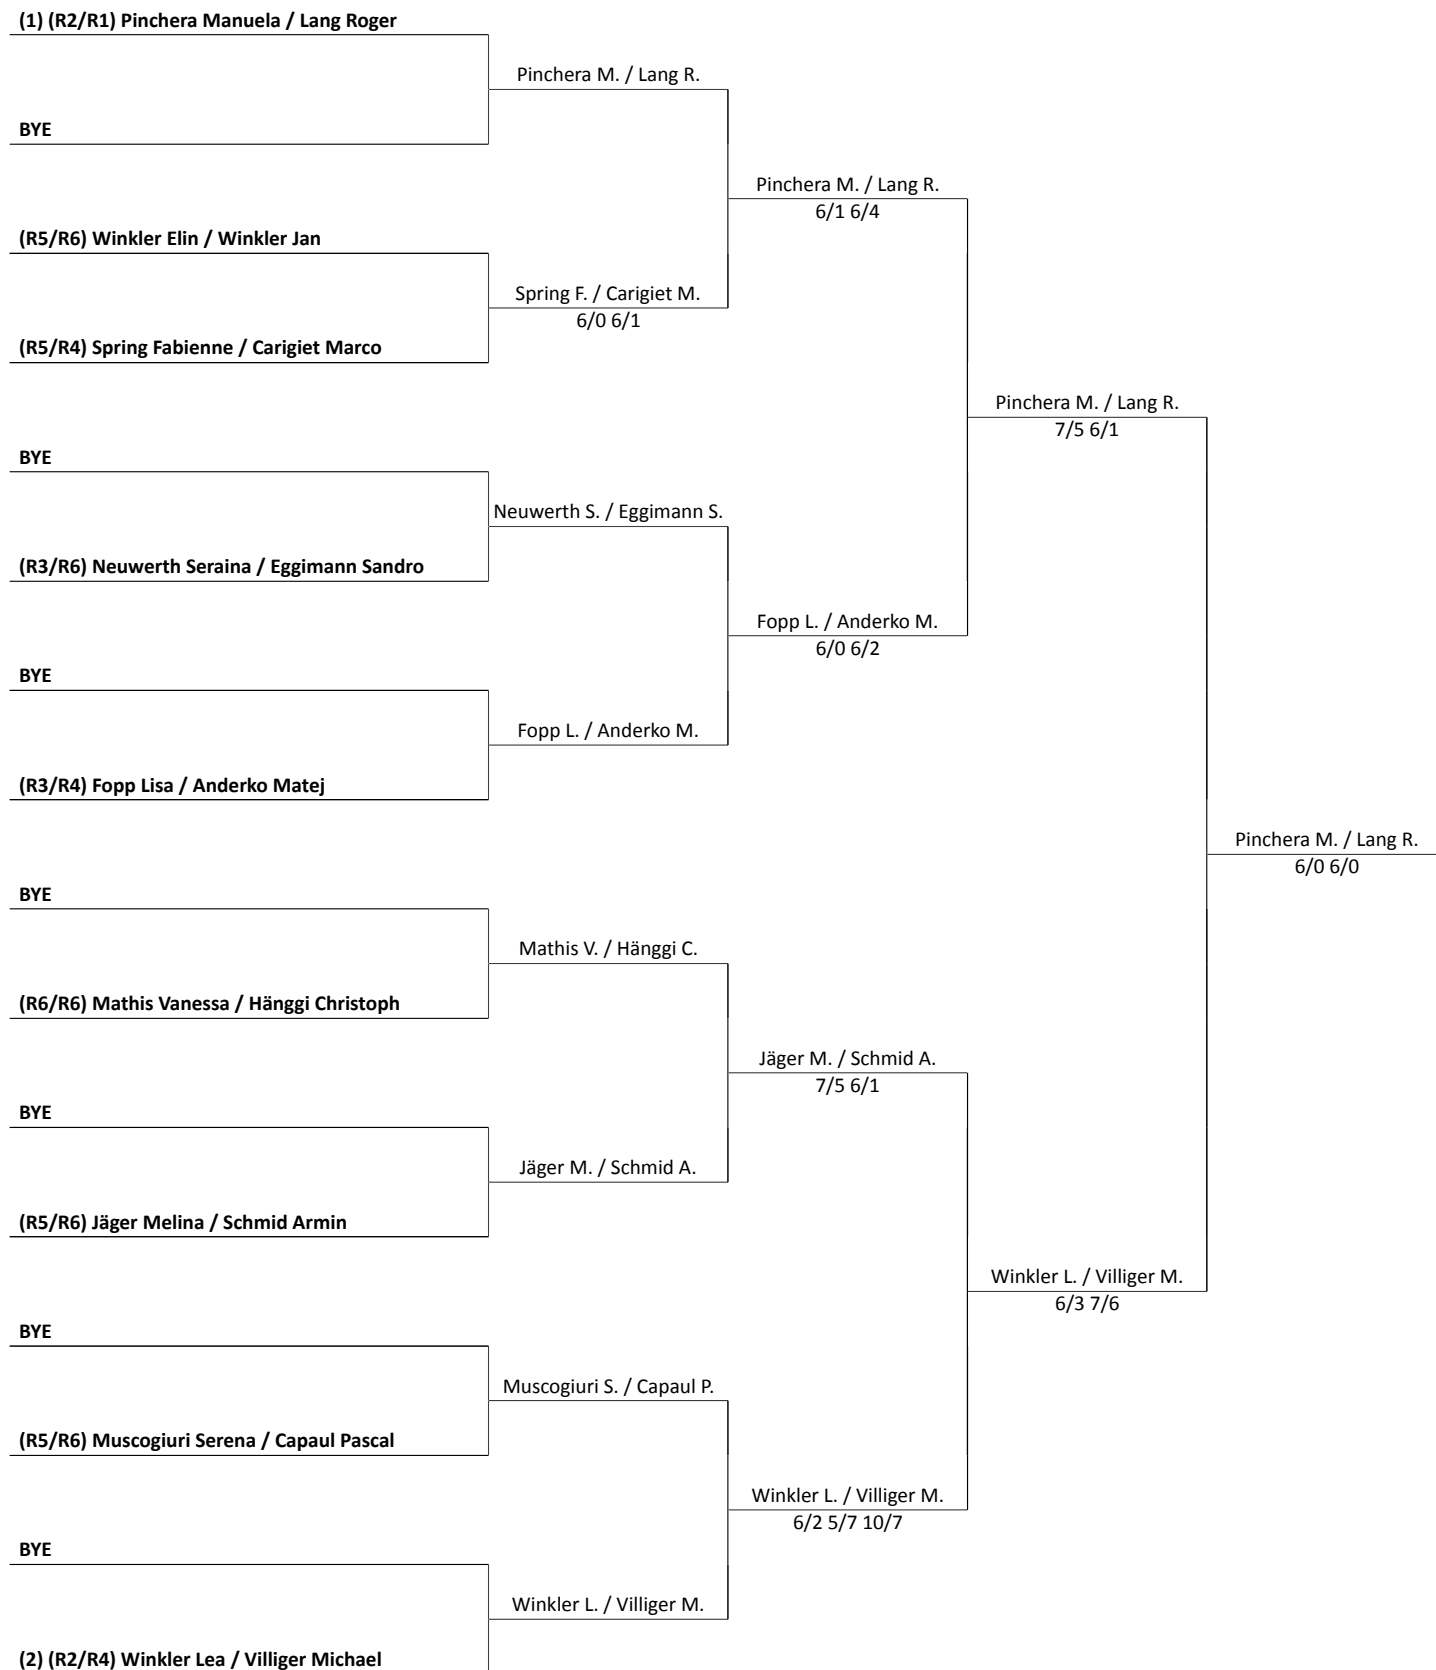 (1) (R2/R1) Pinchera Manuela / Lang Roger
Pinchera M. / Lang R.
BYE
Pinchera M. / Lang R.
6/1 6/4
(R5/R6) Winkler Elin / Winkler Jan
Spring F. / Carigiet M.
6/0 6/1
(R5/R4) Spring Fabienne / Carigiet Marco
Pinchera M. / Lang R.
7/5 6/1
BYE
Neuwerth S. / Eggimann S.
(R3/R6) Neuwerth Seraina / Eggimann Sandro
Fopp L. / Anderko M.
6/0 6/2
BYE
Fopp L. / Anderko M.
(R3/R4) Fopp Lisa / Anderko Matej
Pinchera M. / Lang R.
6/0 6/0
BYE
Mathis V. / Hänggi C.
(R6/R6) Mathis Vanessa / Hänggi Christoph
Jäger M. / Schmid A.
7/5 6/1
BYE
Jäger M. / Schmid A.
(R5/R6) Jäger Melina / Schmid Armin
Winkler L. / Villiger M.
6/3 7/6
BYE
Muscogiuri S. / Capaul P.
(R5/R6) Muscogiuri Serena / Capaul Pascal
Winkler L. / Villiger M.
6/2 5/7 10/7
BYE
Winkler L. / Villiger M.
(2) (R2/R4) Winkler Lea / Villiger Michael